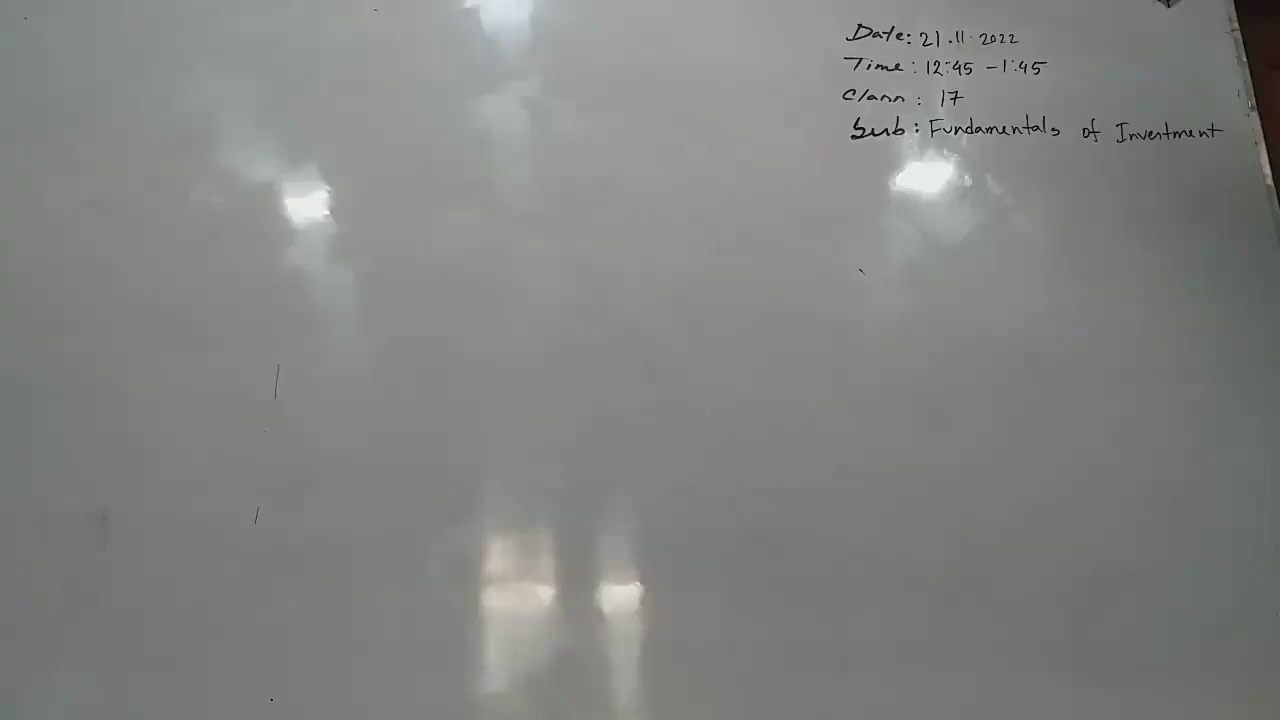 Date: 21.11.2022
Time: 12:45 - 1:45
Class: 17
Sub: Fundamentals of Investment